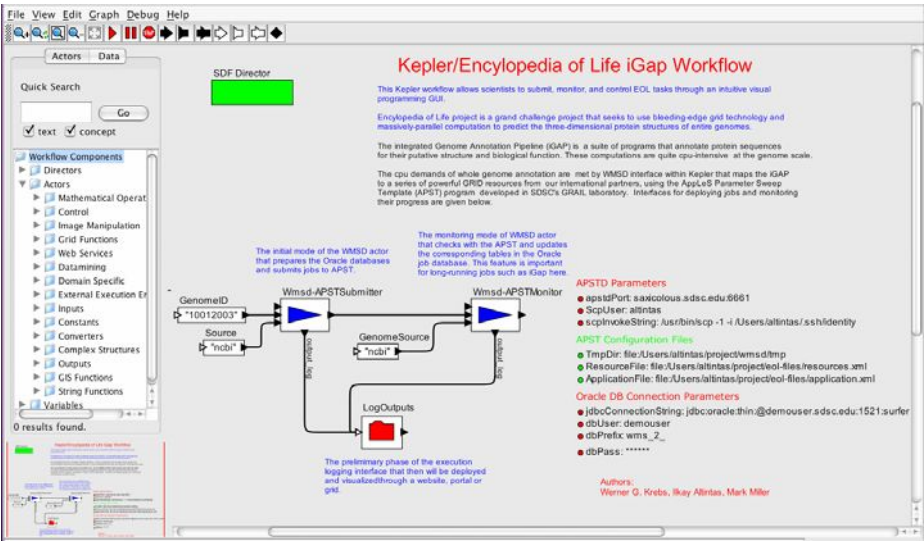 File View Edit Graph Debug Help
Actors Data
Quick Search
Go
text concept
Workflow Components
Directors
Actors
Mathematical Operat
Control
Image Manipulation
Grid Functions
Web Services
Datamining
Domain Specific
External Execution Er
Inputs
Constants
Converters
Complex Structures
Outputs
GIS Functions
String Functions
Variables
0 results found.
SDF Director
Kepler/Encylopedia of Life iGap Workflow
This Kepler workflow allows scientists to submit, monitor, and control EOL tasks through an intuitive visual
programming GUI.
Encylopedia of Life project is a grand challenge project that seeks to use bleeding-edge grid technology and
massively-parallel computation to predict the three-dimensional protein structures of entire genomes.
The integrated Genome Annotation Pipeline (iGAP) is a suite of programs that annotate protein sequences
for their putative structure and biological function. These computations are quite cpu-intensive at the genome scale.
The cpu demands of whole genome annotation are met by WMSD interface within Kepler that maps the iGAP
to a series of powerful GRID resources from our international partners, using the AppLeS Parameter Sweep
Template (APST) program developed in SDSC's GRAIL laboratory. Interfaces for deploying jobs and monitoring
their progress are given below.
The initial mode of the WMSD actor
that prepares the Oracle databases
and submits jobs to APST.
The monitoring mode of WMSD actor
that checks with the APST and updates
the corresponding tables in the Oracle
job database. This feature is important
for long-running jobs such as iGap here.
GenomeID
"10012003"
Source
"ncbi"
Wmsd-APSTSubmitter
output log
GenomeSource
"ncbi"
Wmsd-APSTMonitor
output log
LogOutputs
The preliminary phase of the execution
logging interface that then will be deployed
and visualizedthrough a website, portal or
grid.
APSTD Parameters
apstdPort: saxicolous.sdsc.edu:6661
ScpUser: altintas
scpInvokeString: /usr/bin/scp -1 -i /Users/altintas/.ssh/identity
APST Configuration Files
TmpDir: file:/Users/altintas/project/wmsd/tmp
ResourceFile: file:/Users/altintas/project/eol-files/resources.xml
ApplicationFile: file:/Users/altintas/project/eol-files/application.xml
Oracle DB Connection Parameters
jdbcConnectionString: jdbc:oracle:thin:@demouser.sdsc.edu:1521:surfer
dbUser: demouser
dbPrefix: wms_2_
dbPass: ******
Authors:
Werner G. Krebs, Ilkay Altintas, Mark Miller